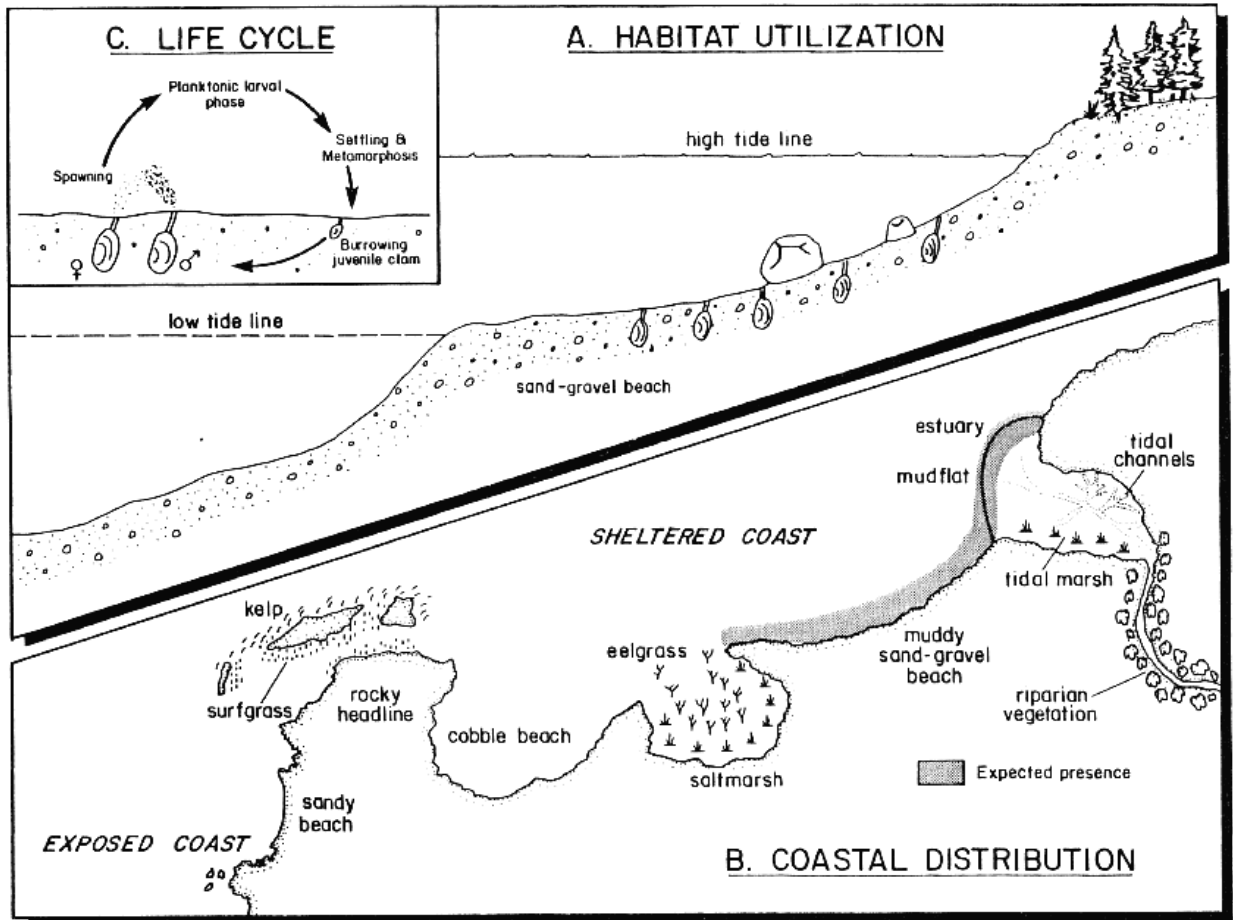 C. LIFE CYCLE
Planktonic larval
phase
Settling &
Metamorphosis
Spawning
Burrowing
juvenile clam
♀
♂
A. HABITAT UTILIZATION
high tide line
low tide line
sand-gravel beach
estuary
mudflat
tidal
channels
SHELTERED COAST
tidal marsh
kelp
eelgrass
muddy
sand-gravel
beach
surfgrass
rocky
headline
cobble beach
riparian
vegetation
saltmarsh
Expected presence
sandy
beach
EXPOSED COAST
B. COASTAL DISTRIBUTION